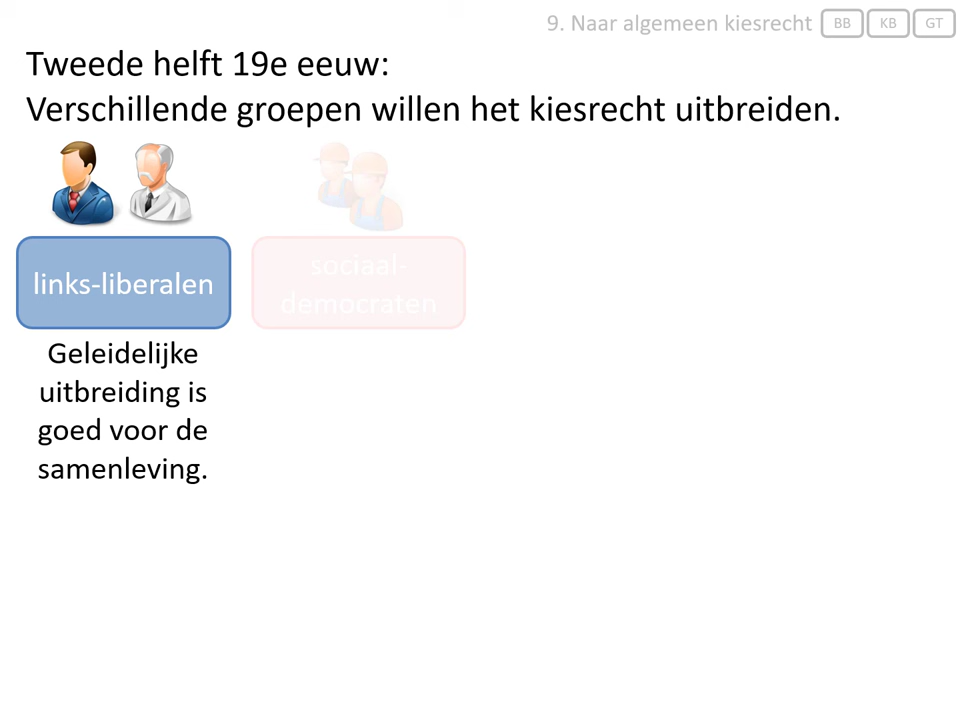 9. Naar algemeen kiesrecht BB KB GT
Tweede helft 19e eeuw:
Verschillende groepen willen het kiesrecht uitbreiden.
links-liberalen
sociaal-
democraten
Geleidelijke
uitbreiding is
goed voor de
samenleving.